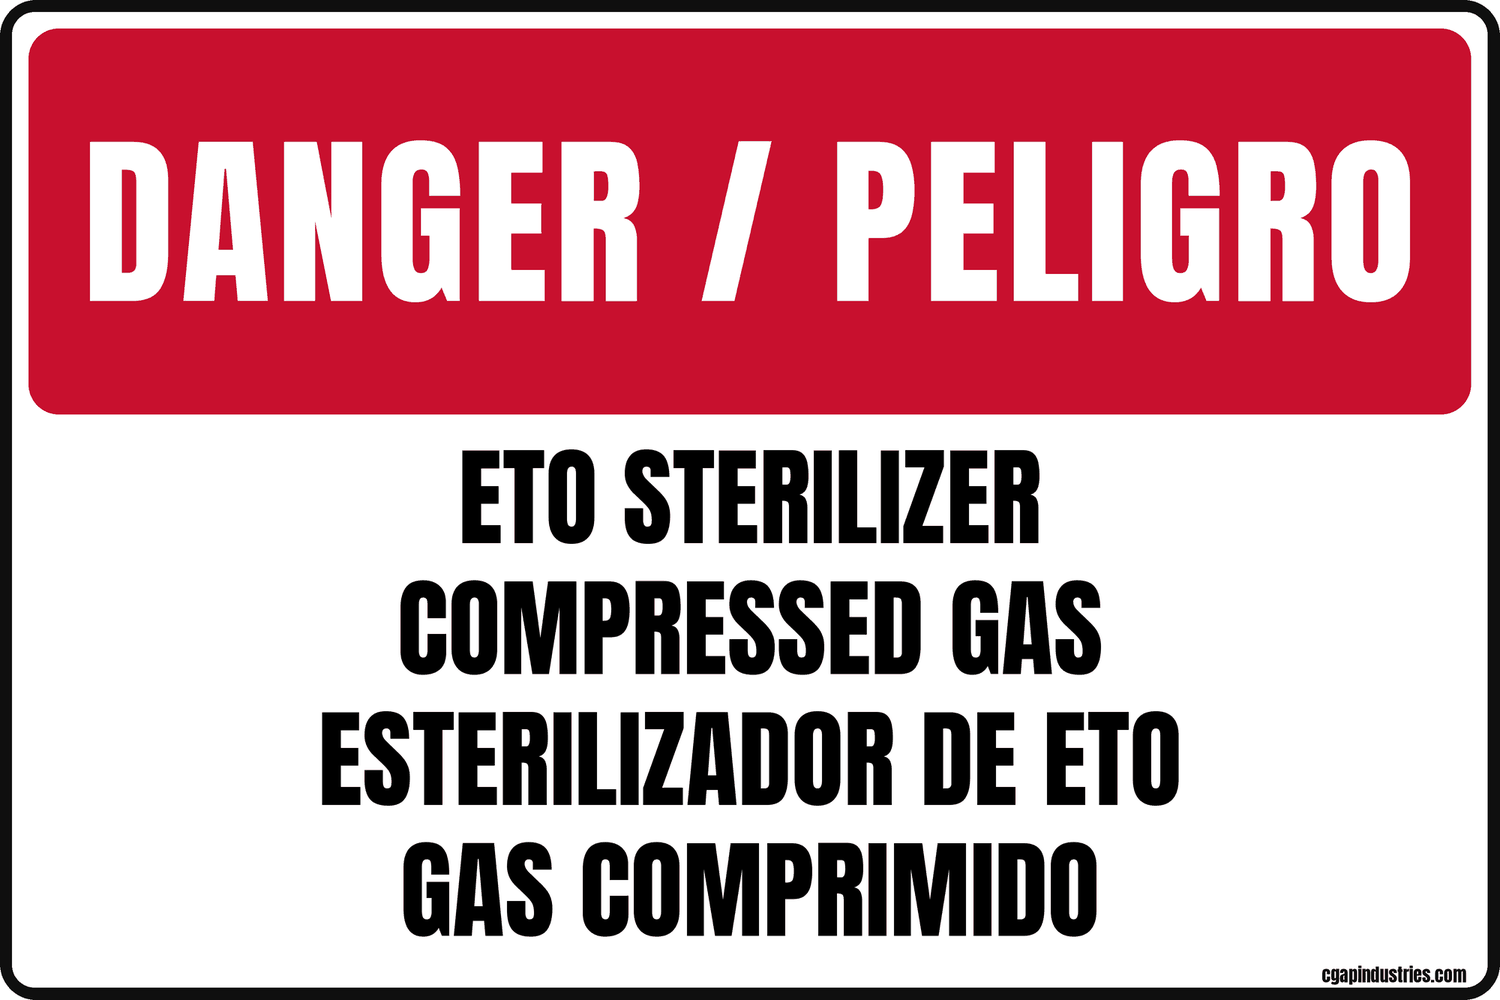 DANGER / PELIGRO
ETO STERILIZER
COMPRESSED GAS
ESTERILIZADOR DE ETO
GAS COMPRIMIDO
cgapindustries.com